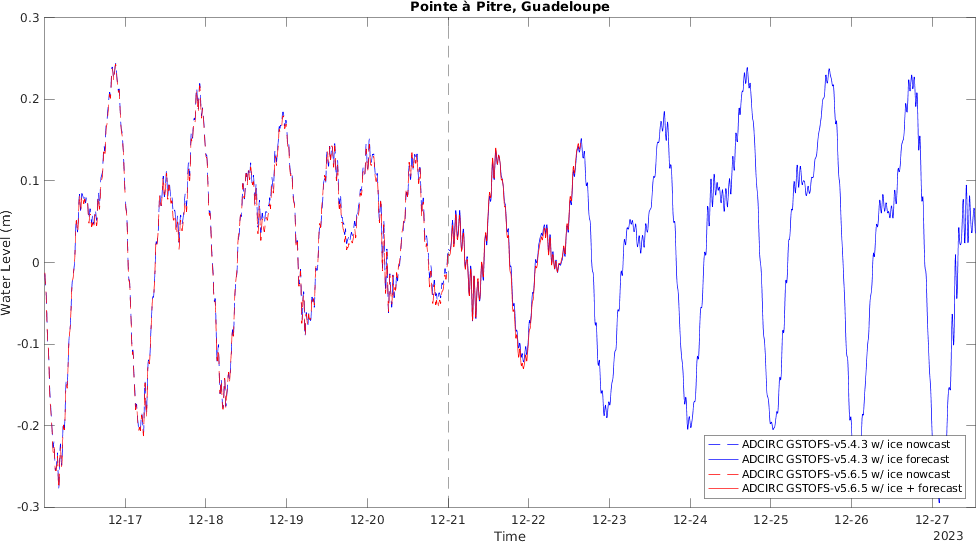 Pointe à Pitre, Guadeloupe
0.3
0.2
0.1
0
-0.1
-0.2
-0.3
Water Level (m)
ADCIRC GSTOFS-v5.4.3 w/ ice nowcast
ADCIRC GSTOFS-v5.4.3 w/ ice forecast
ADCIRC GSTOFS-v5.6.5 w/ ice nowcast
ADCIRC GSTOFS-v5.6.5 w/ ice + forecast
12-17 12-18 12-19 12-20 12-21 12-22 12-23 12-24 12-25 12-26 12-27
Time
2023